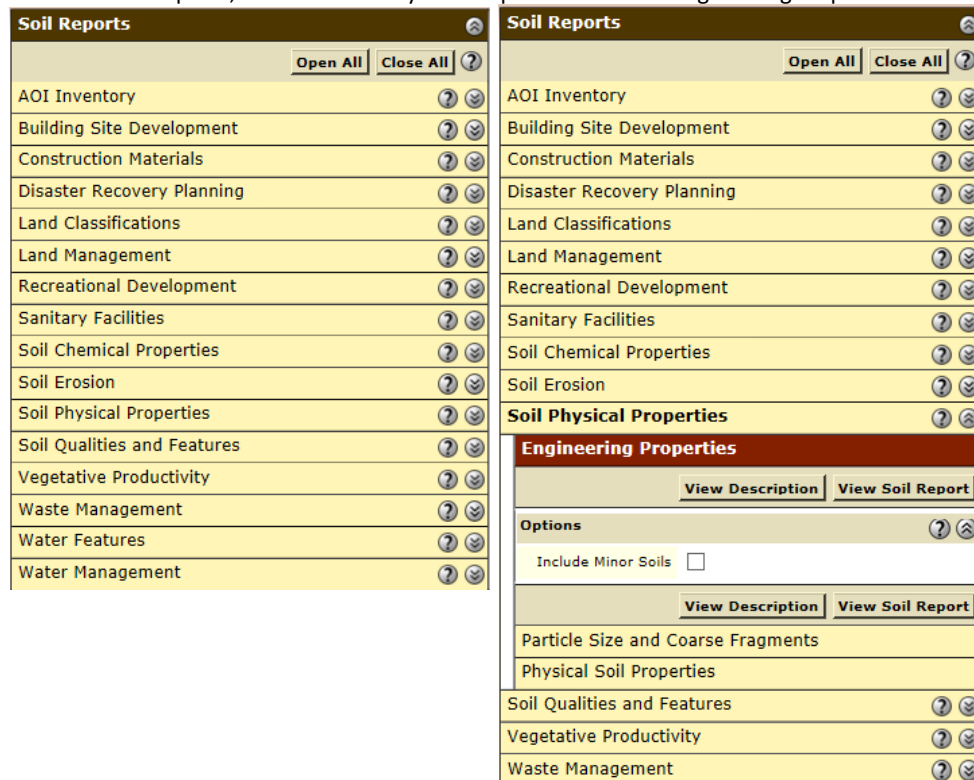 Soil Reports
Open All Close All
AOI Inventory
Building Site Development
Construction Materials
Disaster Recovery Planning
Land Classifications
Land Management
Recreational Development
Sanitary Facilities
Soil Chemical Properties
Soil Erosion
Soil Physical Properties
Soil Qualities and Features
Vegetative Productivity
Waste Management
Water Features
Water Management
Soil Reports
Open All Close All
AOI Inventory
Building Site Development
Construction Materials
Disaster Recovery Planning
Land Classifications
Land Management
Recreational Development
Sanitary Facilities
Soil Chemical Properties
Soil Erosion
Soil Physical Properties
Engineering Properties
View Description View Soil Report
Options
Include Minor Soils
View Description View Soil Report
Particle Size and Coarse Fragments
Physical Soil Properties
Soil Qualities and Features
Vegetative Productivity
Waste Management